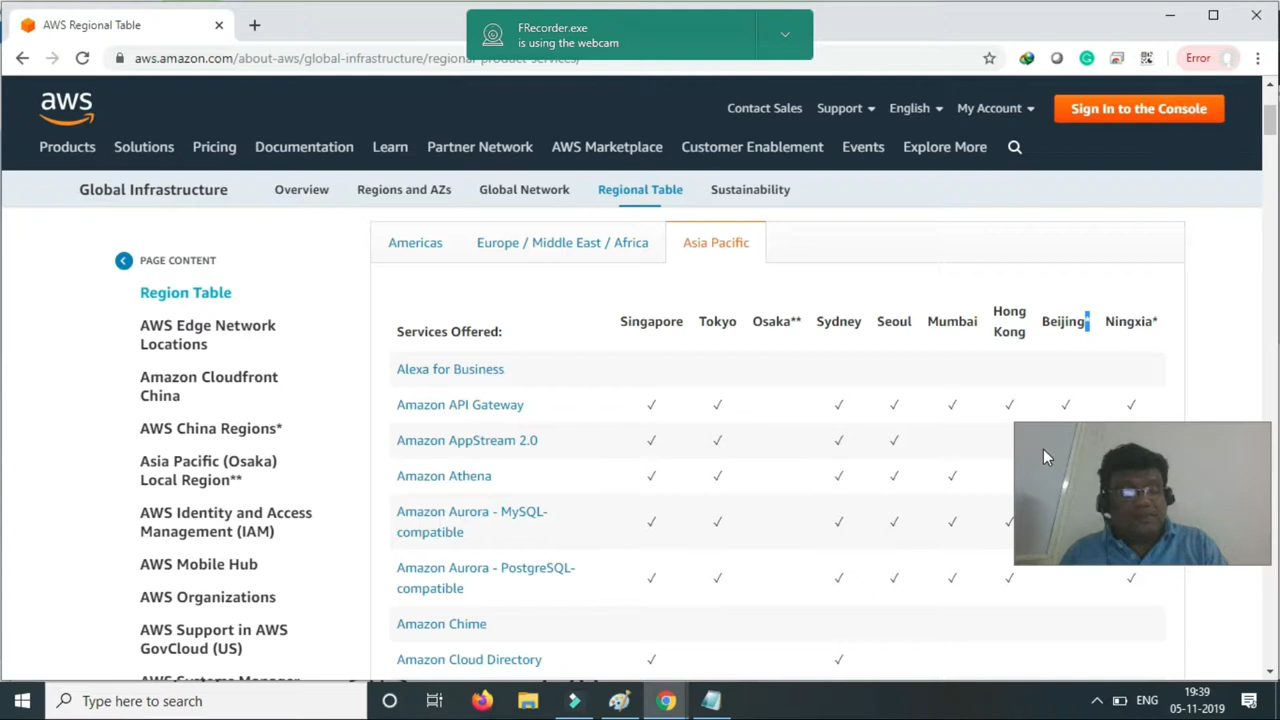 AWS Regional Table
FRecorder.exe
is using the webcam
aws.amazon.com/about-aws/global-infrastructure/regional-product-services/
Error
aws
Contact Sales Support English My Account Sign In to the Console
Products Solutions Pricing Documentation Learn Partner Network AWS Marketplace Customer Enablement Events Explore More
Global Infrastructure Overview Regions and AZs Global Network Regional Table Sustainability
Americas Europe / Middle East / Africa Asia Pacific
PAGE CONTENT
Region Table
AWS Edge Network
Locations
Amazon Cloudfront
China
AWS China Regions*
Asia Pacific (Osaka)
Local Region**
AWS Identity and Access
Management (IAM)
AWS Mobile Hub
AWS Organizations
AWS Support in AWS
GovCloud (US)
AWS Systems Manager
Services Offered: Singapore Tokyo Osaka** Sydney Seoul Mumbai Hong Kong Beijing* Ningxia*
Alexa for Business
Amazon API Gateway ✓ ✓ ✓ ✓ ✓ ✓ ✓ ✓
Amazon AppStream 2.0 ✓ ✓ ✓ ✓
Amazon Athena ✓ ✓ ✓ ✓ ✓
Amazon Aurora - MySQL-
compatible ✓ ✓ ✓ ✓ ✓ ✓
Amazon Aurora - PostgreSQL-
compatible ✓ ✓ ✓ ✓ ✓ ✓ ✓
Amazon Chime
Amazon Cloud Directory ✓ ✓
Type here to search
ENG
19:39
05-11-2019